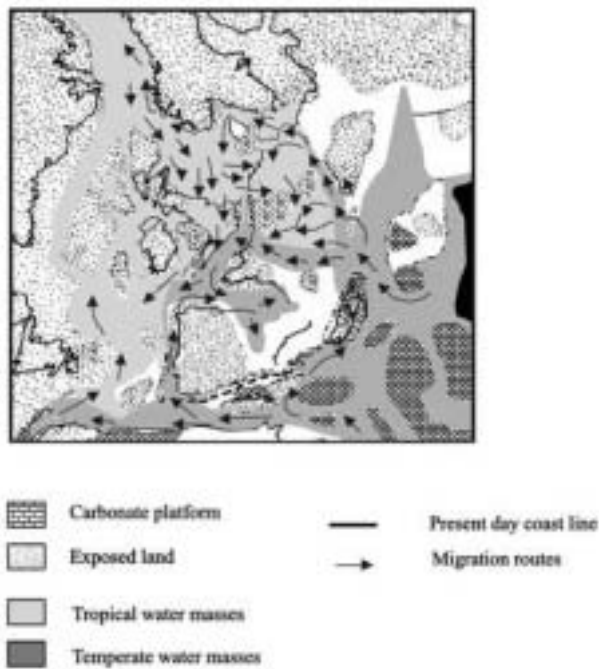 Carbonate platform
Exposed land
Tropical water masses
Temperate water masses
Present day coast line
Migration routes